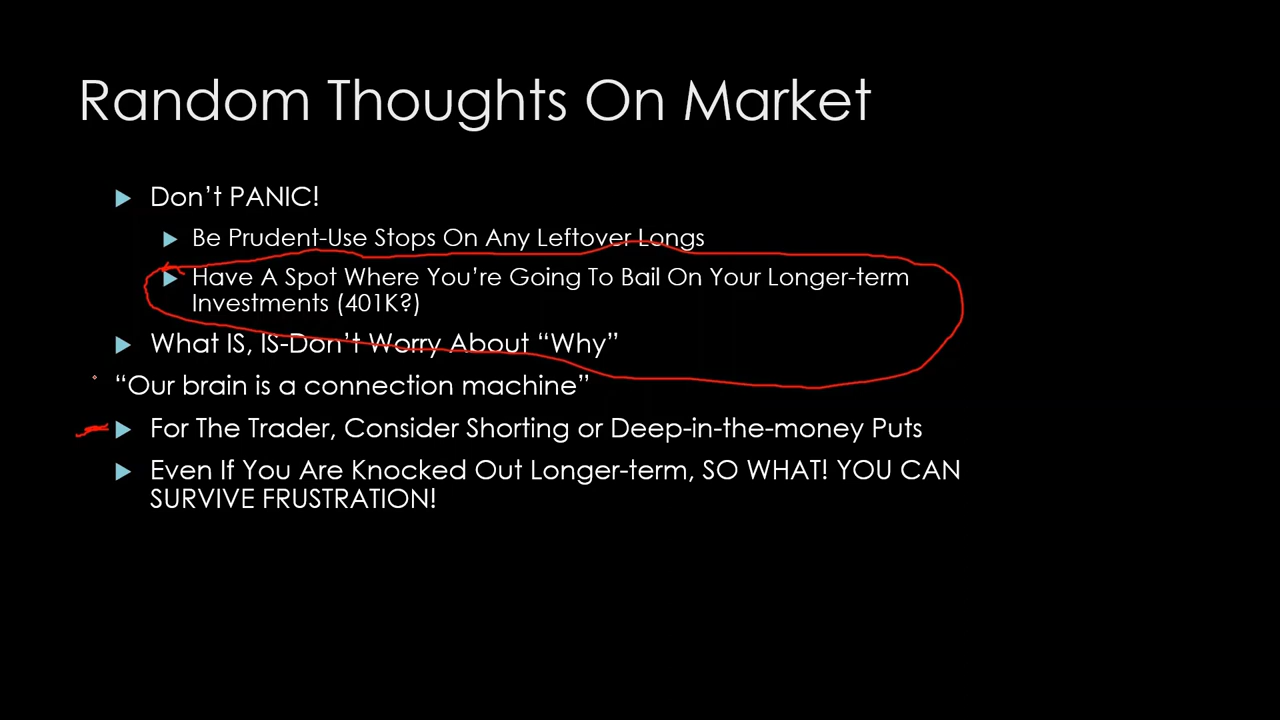 Random Thoughts On Market
Don't PANIC!
Be Prudent-Use Stops On Any Leftover Longs
Have A Spot Where You're Going To Bail On Your Longer-term
Investments (401K?)
What IS, IS-Don't Worry About “Why”
“Our brain is a connection machine”
For The Trader, Consider Shorting or Deep-in-the-money Puts
Even If You Are Knocked Out Longer-term, SO WHAT! YOU CAN
SURVIVE FRUSTRATION!